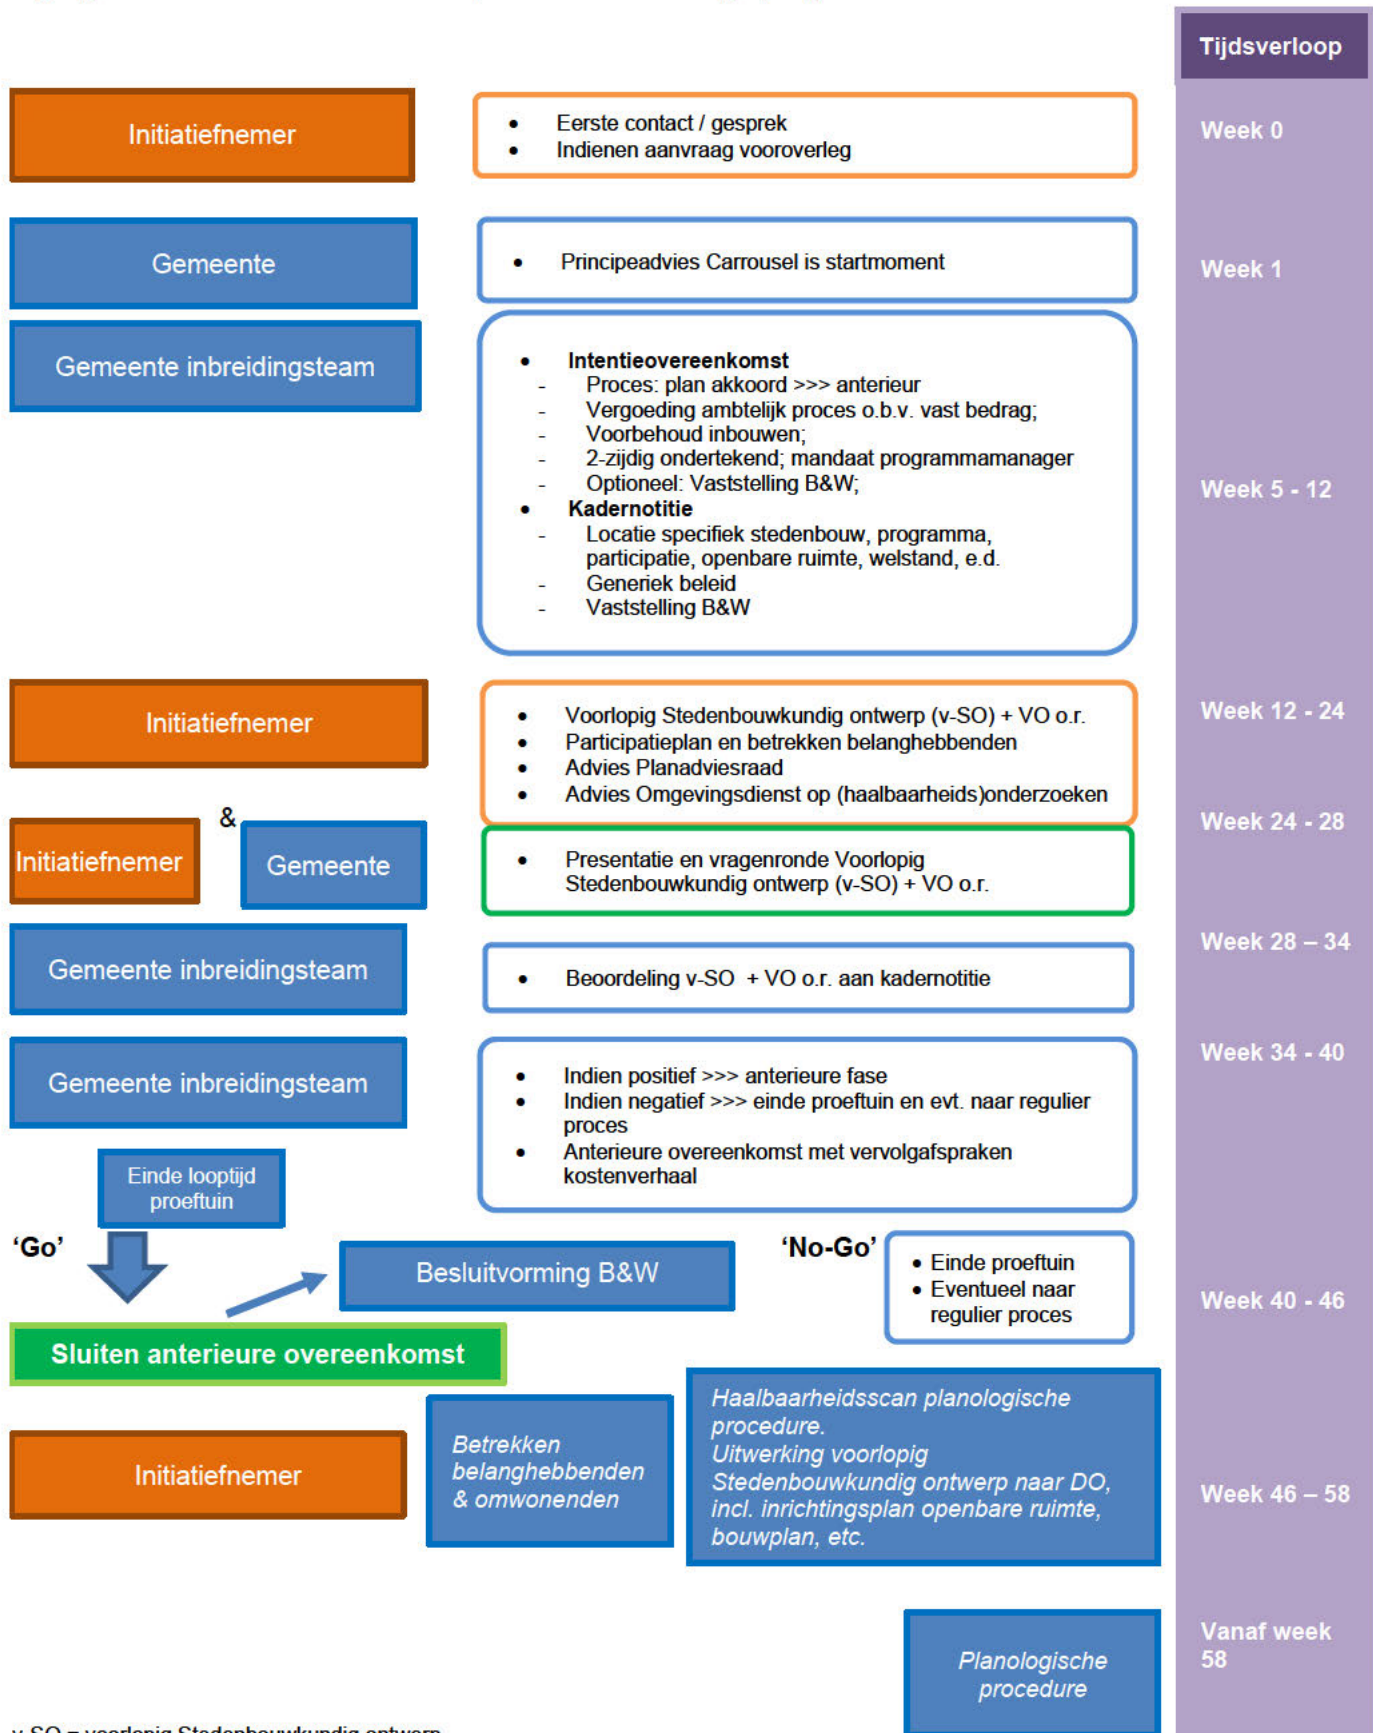 Tijdsverloop
Initiatiefnemer
• Eerste contact / gesprek
• Indienen aanvraag vooroverleg
Week 0
Gemeente
• Principeadvies Carrousel is startmoment
Week 1
Gemeente inbreidingsteam
• Intentieovereenkomst
- Proces: plan akkoord >>> anterieur
- Vergoeding ambtelijk proces o.b.v. vast bedrag;
- Voorbehoud inbouwen;
- 2-zijdig ondertekend; mandaat programmamanager
- Optioneel: Vaststelling B&W;
• Kadernotitie
- Locatie specifiek stedenbouw, programma,
participatie, openbare ruimte, welstand, e.d.
- Generiek beleid
- Vaststelling B&W
Week 5 - 12
Initiatiefnemer
• Voorlopig Stedenbouwkundig ontwerp (v-SO) + VO o.r.
• Participatieplan en betrekken belanghebbenden
• Advies Planadviesraad
• Advies Omgevingsdienst op (haalbaarheids)onderzoeken
Week 12 - 24
Initiatiefnemer
&
Gemeente
• Presentatie en vragenronde Voorlopig
Stedenbouwkundig ontwerp (v-SO) + VO o.r.
Week 24 - 28
Gemeente inbreidingsteam
• Beoordeling v-SO + VO o.r. aan kadernotitie
Week 28 – 34
Gemeente inbreidingsteam
• Indien positief >>> anterieure fase
• Indien negatief >>> einde proeftuin en evt. naar regulier
proces
• Anterieure overeenkomst met vervolgafspraken
kostenverhaal
Week 34 - 40
Einde looptijd
proeftuin
‘Go’
Besluitvorming B&W
‘No-Go’
• Einde proeftuin
• Eventueel naar
regulier proces
Week 40 - 46
Sluiten anterieure overeenkomst
Initiatiefnemer
Betrekken
belanghebbenden
& omwonenden
Haalbaarheidsscan planologische
procedure.
Uitwerking voorlopig
Stedenbouwkundig ontwerp naar DO,
incl. inrichtingsplan openbare ruimte,
bouwplan, etc.
Week 46 – 58
Planologische
procedure
Vanaf week
58
v-SO = voorlopig Stedenbouwkundig ontwerp